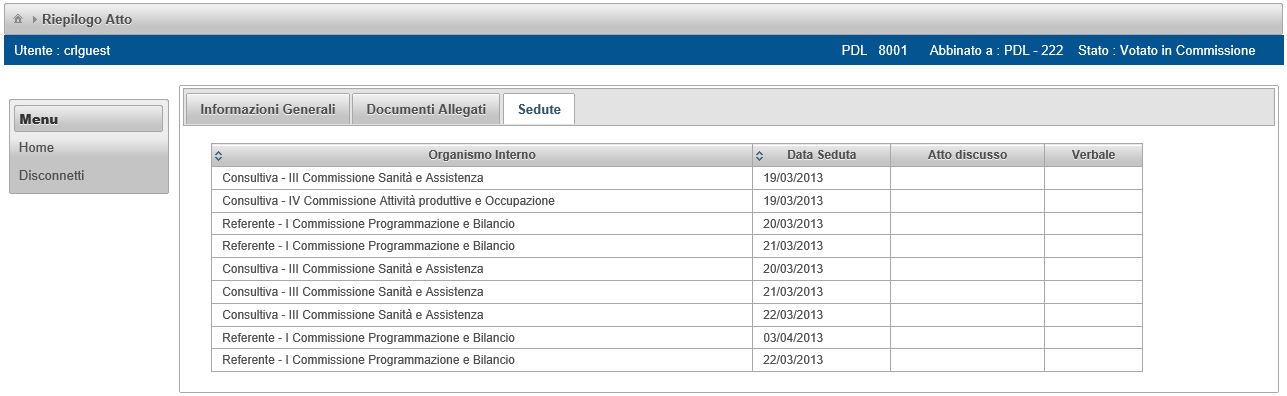 Riepilogo Atto
Utente : crlguest PDL 8001 Abbinato a : PDL - 222 Stato : Votato in Commissione
Menu
Home
Disconnetti
Informazioni Generali Documenti Allegati Sedute
Organismo Interno Data Seduta Atto discusso Verbale
Consultiva - III Commissione Sanità e Assistenza 19/03/2013
Consultiva - IV Commissione Attività produttive e Occupazione 19/03/2013
Referente - I Commissione Programmazione e Bilancio 20/03/2013
Referente - I Commissione Programmazione e Bilancio 21/03/2013
Consultiva - III Commissione Sanità e Assistenza 20/03/2013
Consultiva - III Commissione Sanità e Assistenza 21/03/2013
Consultiva - III Commissione Sanità e Assistenza 22/03/2013
Referente - I Commissione Programmazione e Bilancio 03/04/2013
Referente - I Commissione Programmazione e Bilancio 22/03/2013